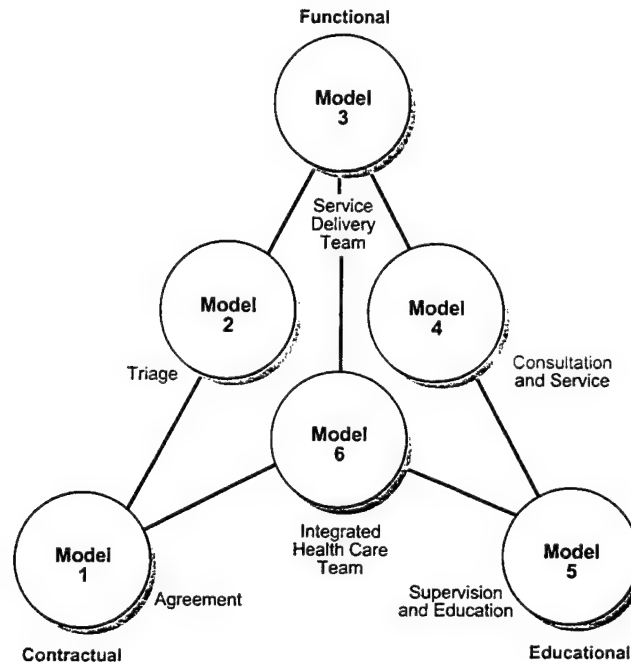 Functional
Model
3
Service
Delivery
Team
Model
2
Model
4
Triage
Consultation
and Service
Model
6
Integrated
Health Care
Team
Model
1
Agreement
Model
5
Supervision
and Education
Contractual
Educational